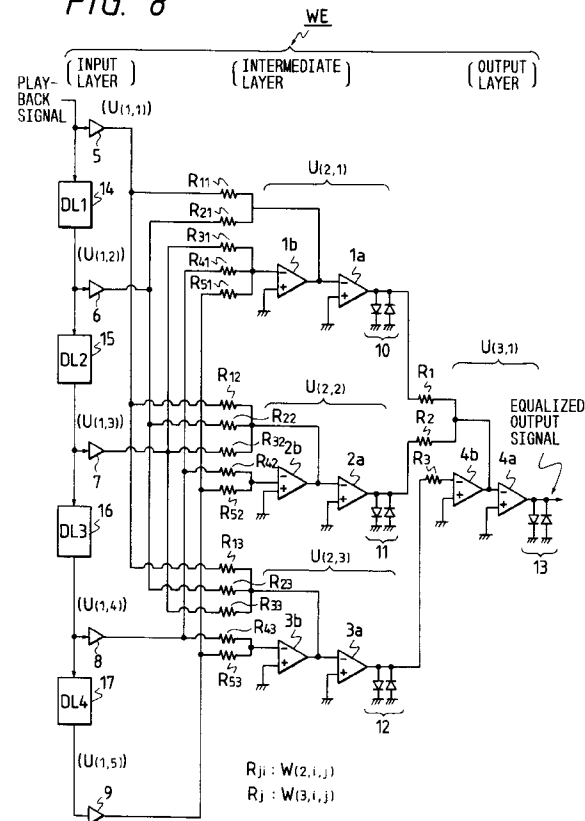 FIG. 8
WE
(INPUT LAYER)
(INTERMEDIATE LAYER)
(OUTPUT LAYER)
PLAY-
BACK
SIGNAL
(U(1,1))
5
DL1
14
(U(1,2))
6
DL2
15
(U(1,3))
7
DL3
16
(U(1,4))
8
DL4
17
(U(1,5))
9
R11
R21
R31
R41
R51
U(2,1)
1b
1a
10
R12
R22
R32
R42
R52
U(2,2)
2b
2a
11
R13
R23
R33
R43
R53
U(2,3)
3b
3a
12
R1
R2
R3
U(3,1)
4b
4a
13
EQUALIZED
OUTPUT
SIGNAL
Rji : W(2,i,j)
Rj : W(3,i,j)